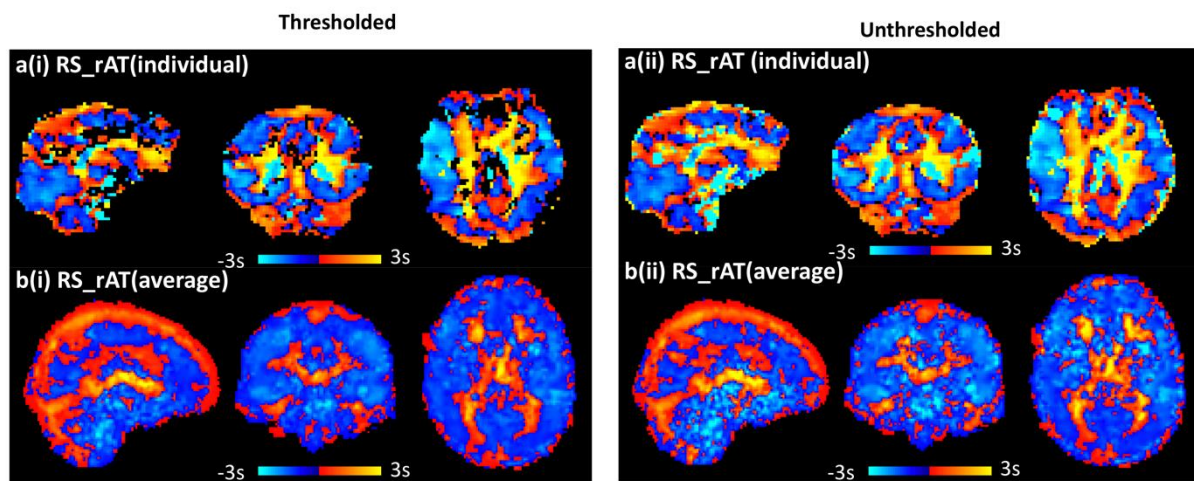 Thresholded
a(i) RS_rAT(individual)
-3s 3s
b(i) RS_rAT(average)
-3s 3s
Unthresholded
a(ii) RS_rAT (individual)
-3s 3s
b(ii) RS_rAT(average)
-3s 3s